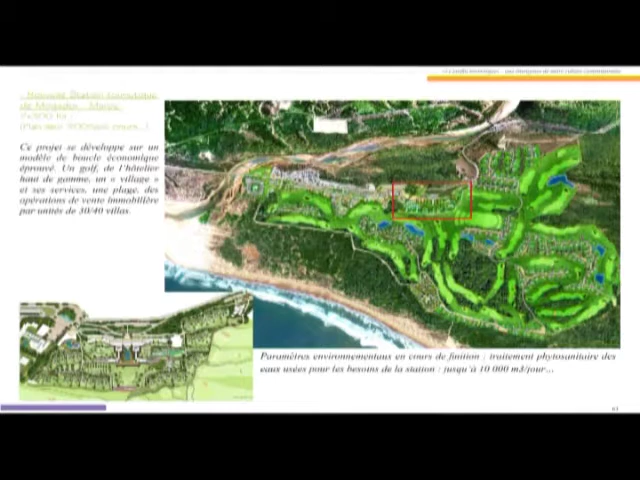 de Mogador Maroc
Ce projet se développe sur un
modèle de boucle économique
éprouvé. Un golf, de l'hôtelier
haut de gamme, un « village »
et ses services, une plage, des
opérations de vente immobilière
par unités de 30/40 villas.
Paramètres environnementaux en cours de finition ; traitement phytosanitaire des
eaux usées pour les besoins de la station : jusqu'à 10 000 m3/jour...